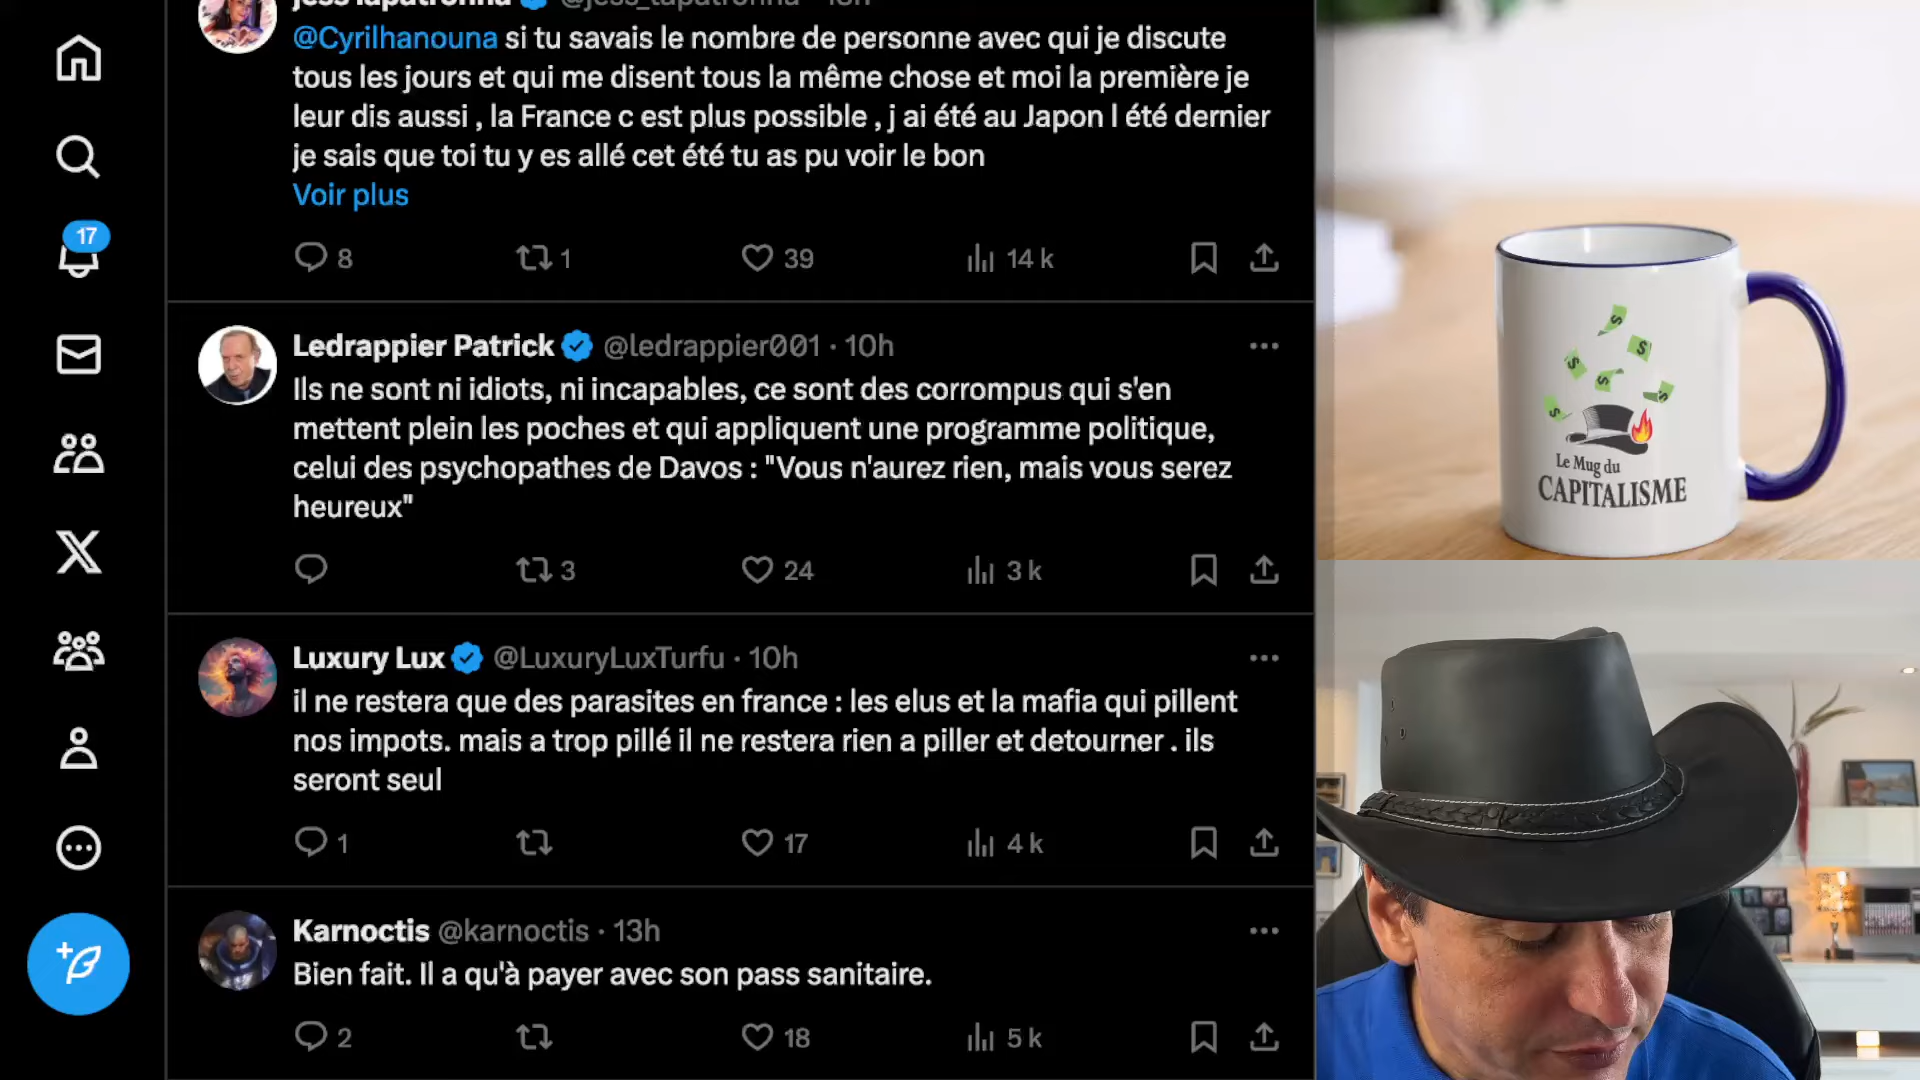 jess lapatronna @jess_lapatronna · 13h
@Cyrilhanouna si tu savais le nombre de personne avec qui je discute
tous les jours et qui me disent tous la même chose et moi la première je
leur dis aussi , la France c est plus possible , j ai été au Japon l été dernier
je sais que toi tu y es allé cet été tu as pu voir le bon
Voir plus
8 1 39 14 k
17
Ledrappier Patrick @ledrappier001 · 10h
Ils ne sont ni idiots, ni incapables, ce sont des corrompus qui s'en
mettent plein les poches et qui appliquent une programme politique,
celui des psychopathes de Davos : "Vous n'aurez rien, mais vous serez
heureux"
3 24 3 k
Luxury Lux @LuxuryLuxTurfu · 10h
il ne restera que des parasites en france : les elus et la mafia qui pillent
nos impots. mais a trop pillé il ne restera rien a piller et detourner . ils
seront seul
1 17 4 k
Karnoctis @karnoctis · 13h
Bien fait. Il a qu'à payer avec son pass sanitaire.
2 18 5 k
Le Mug du
CAPITALISME